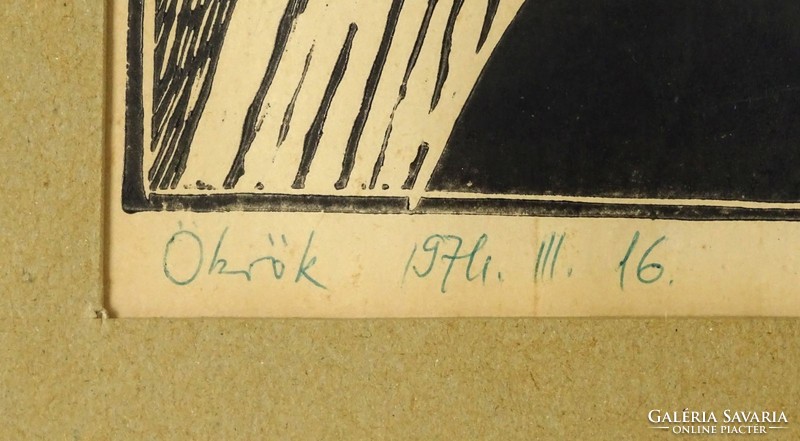 Ökrök 1974. III. 16.
GALÉRIA SAVARIA
ONLINE PIACTÉR